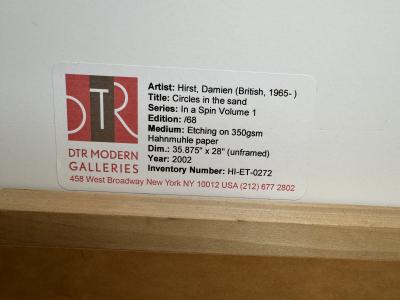 DTR
DTR MODERN
GALLERIES
Artist: Hirst, Damien (British, 1965- )
Title: Circles in the sand
Series: In a Spin Volume 1
Edition: /68
Medium: Etching on 350gsm
Hahnmuhle paper
Dim.: 35.875" x 28" (unframed)
Year: 2002
Inventory Number: HI-ET-0272
458 West Broadway New York NY 10012 USA (212) 677 2802